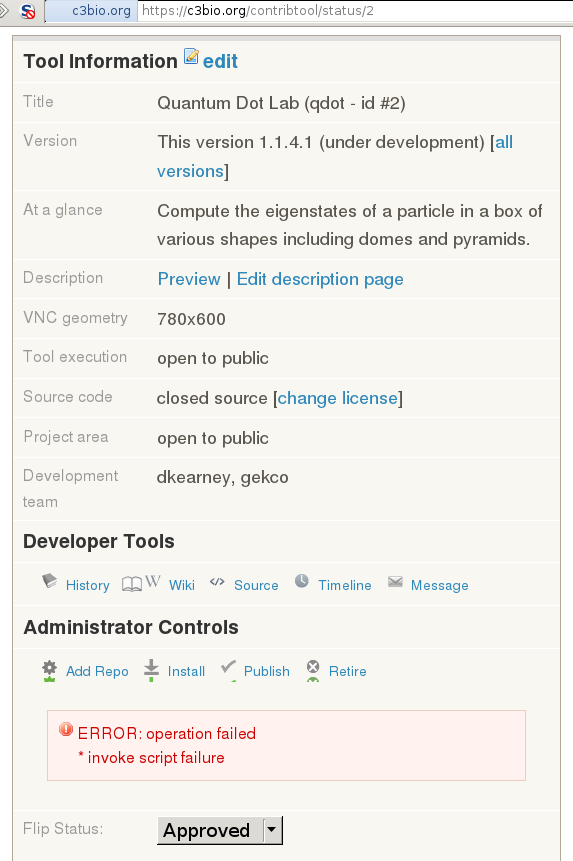 c3bio.org https://c3bio.org/contribtool/status/2
Tool Information edit
Title Quantum Dot Lab (qdot - id #2)
Version This version 1.1.4.1 (under development) [all
versions]
At a glance Compute the eigenstates of a particle in a box of
various shapes including domes and pyramids.
Description Preview | Edit description page
VNC geometry 780x600
Tool execution open to public
Source code closed source [change license]
Project area open to public
Development dkearney, gekco
team
Developer Tools
History W Wiki </> Source Timeline Message
Administrator Controls
Add Repo Install Publish Retire
ERROR: operation failed
* invoke script failure
Flip Status: Approved